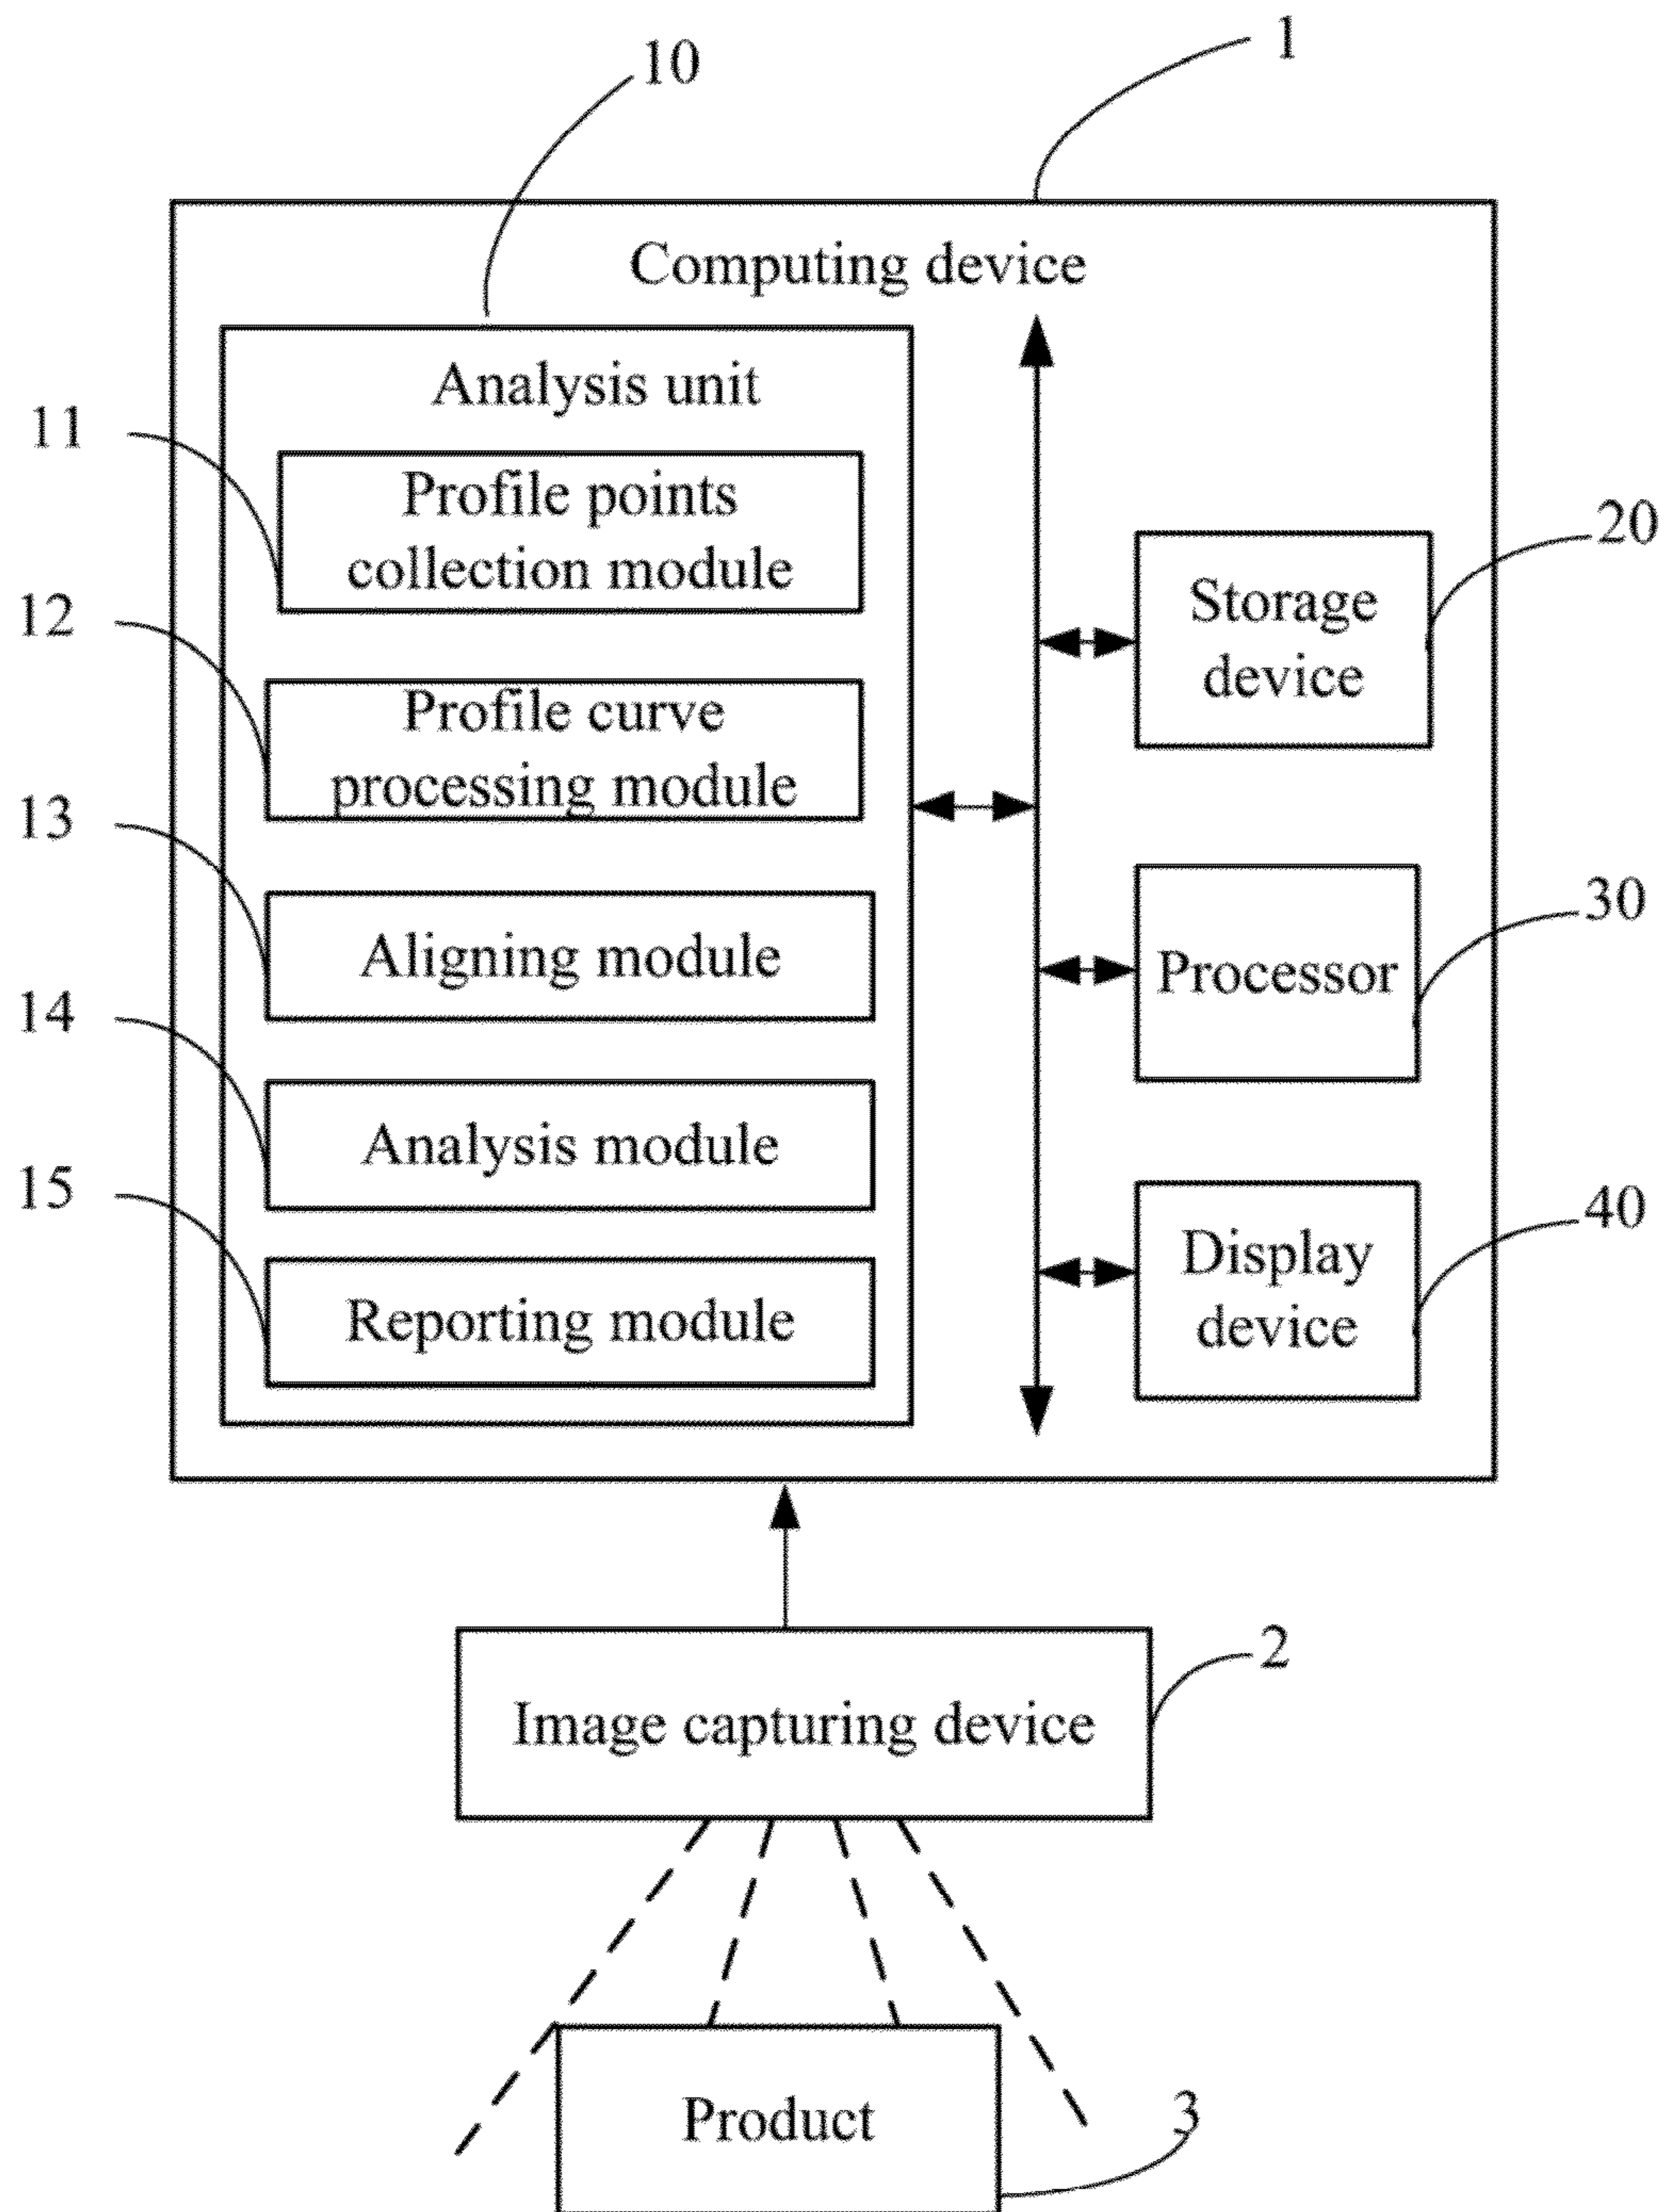 1
10
Computing device
Analysis unit
11
Profile points
collection module
12
Profile curve
processing module
13
Aligning module
14
Analysis module
15
Reporting module
20
Storage
device
30
Processor
40
Display
device
2
Image capturing device
Product
3